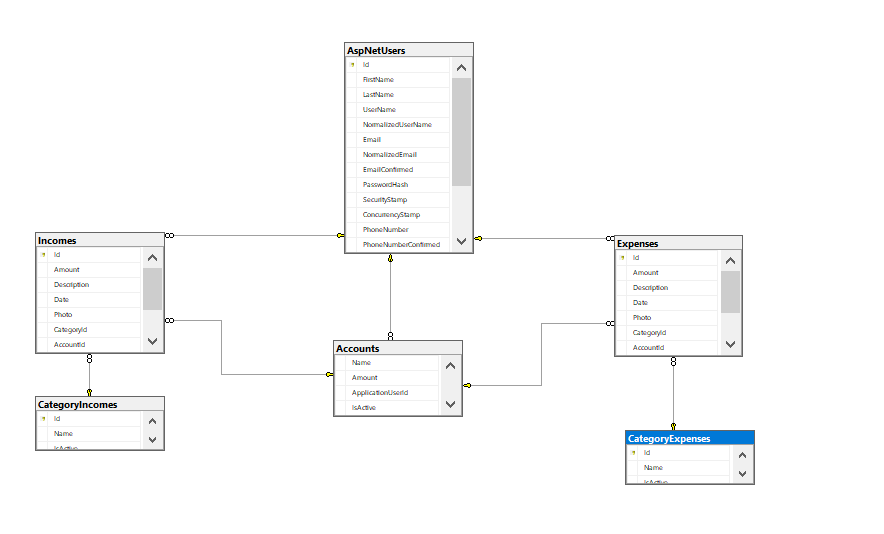 AspNetUsers
Id
FirstName
LastName
UserName
NormalizedUserName
Email
NormalizedEmail
EmailConfirmed
PasswordHash
SecurityStamp
ConcurrencyStamp
PhoneNumber
PhoneNumberConfirmed
Incomes
Id
Amount
Description
Date
Photo
CategoryId
AccountId
Expenses
Id
Amount
Description
Date
Photo
CategoryId
AccountId
Accounts
Name
Amount
ApplicationUserId
IsActive
CategoryIncomes
Id
Name
IsActive
CategoryExpenses
Id
Name
IsActive